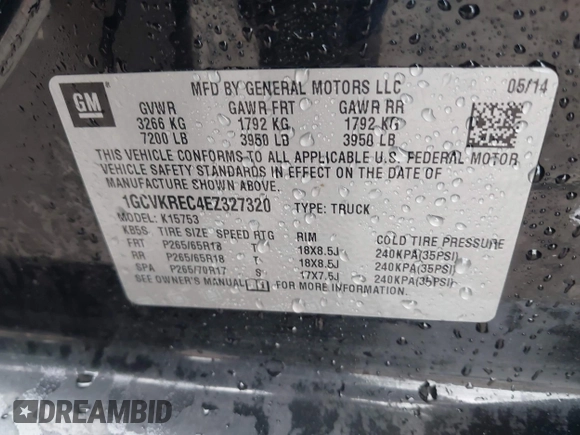 GM
MFD BY GENERAL MOTORS LLC 05/14
GVWR GAWR FRT GAWR RR
3266 KG 1792 KG 1792 KG
7200 LB 3950 LB 3950 LB
THIS VEHICLE CONFORMS TO ALL APPLICABLE U.S. FEDERAL MOTOR
VEHICLE SAFETY STANDARDS IN EFFECT ON THE DATE OF
MANUFACTURE SHOWN ABOVE.
1GCVKREC4EZ327320 TYPE: TRUCK
MODEL: K15753
KB5S TIRE SIZE SPEED RTG RIM COLD TIRE PRESSURE
FRT P265/65R18 T 18X8.5J 240KPA(35PSI)
RR P265/65R18 T 18X8.5J 240KPA(35PSI)
SPA P265/70R17 S 17X7.5J 240KPA(35PSI)
SEE OWNER'S MANUAL FOR MORE INFORMATION.
DREAMBID